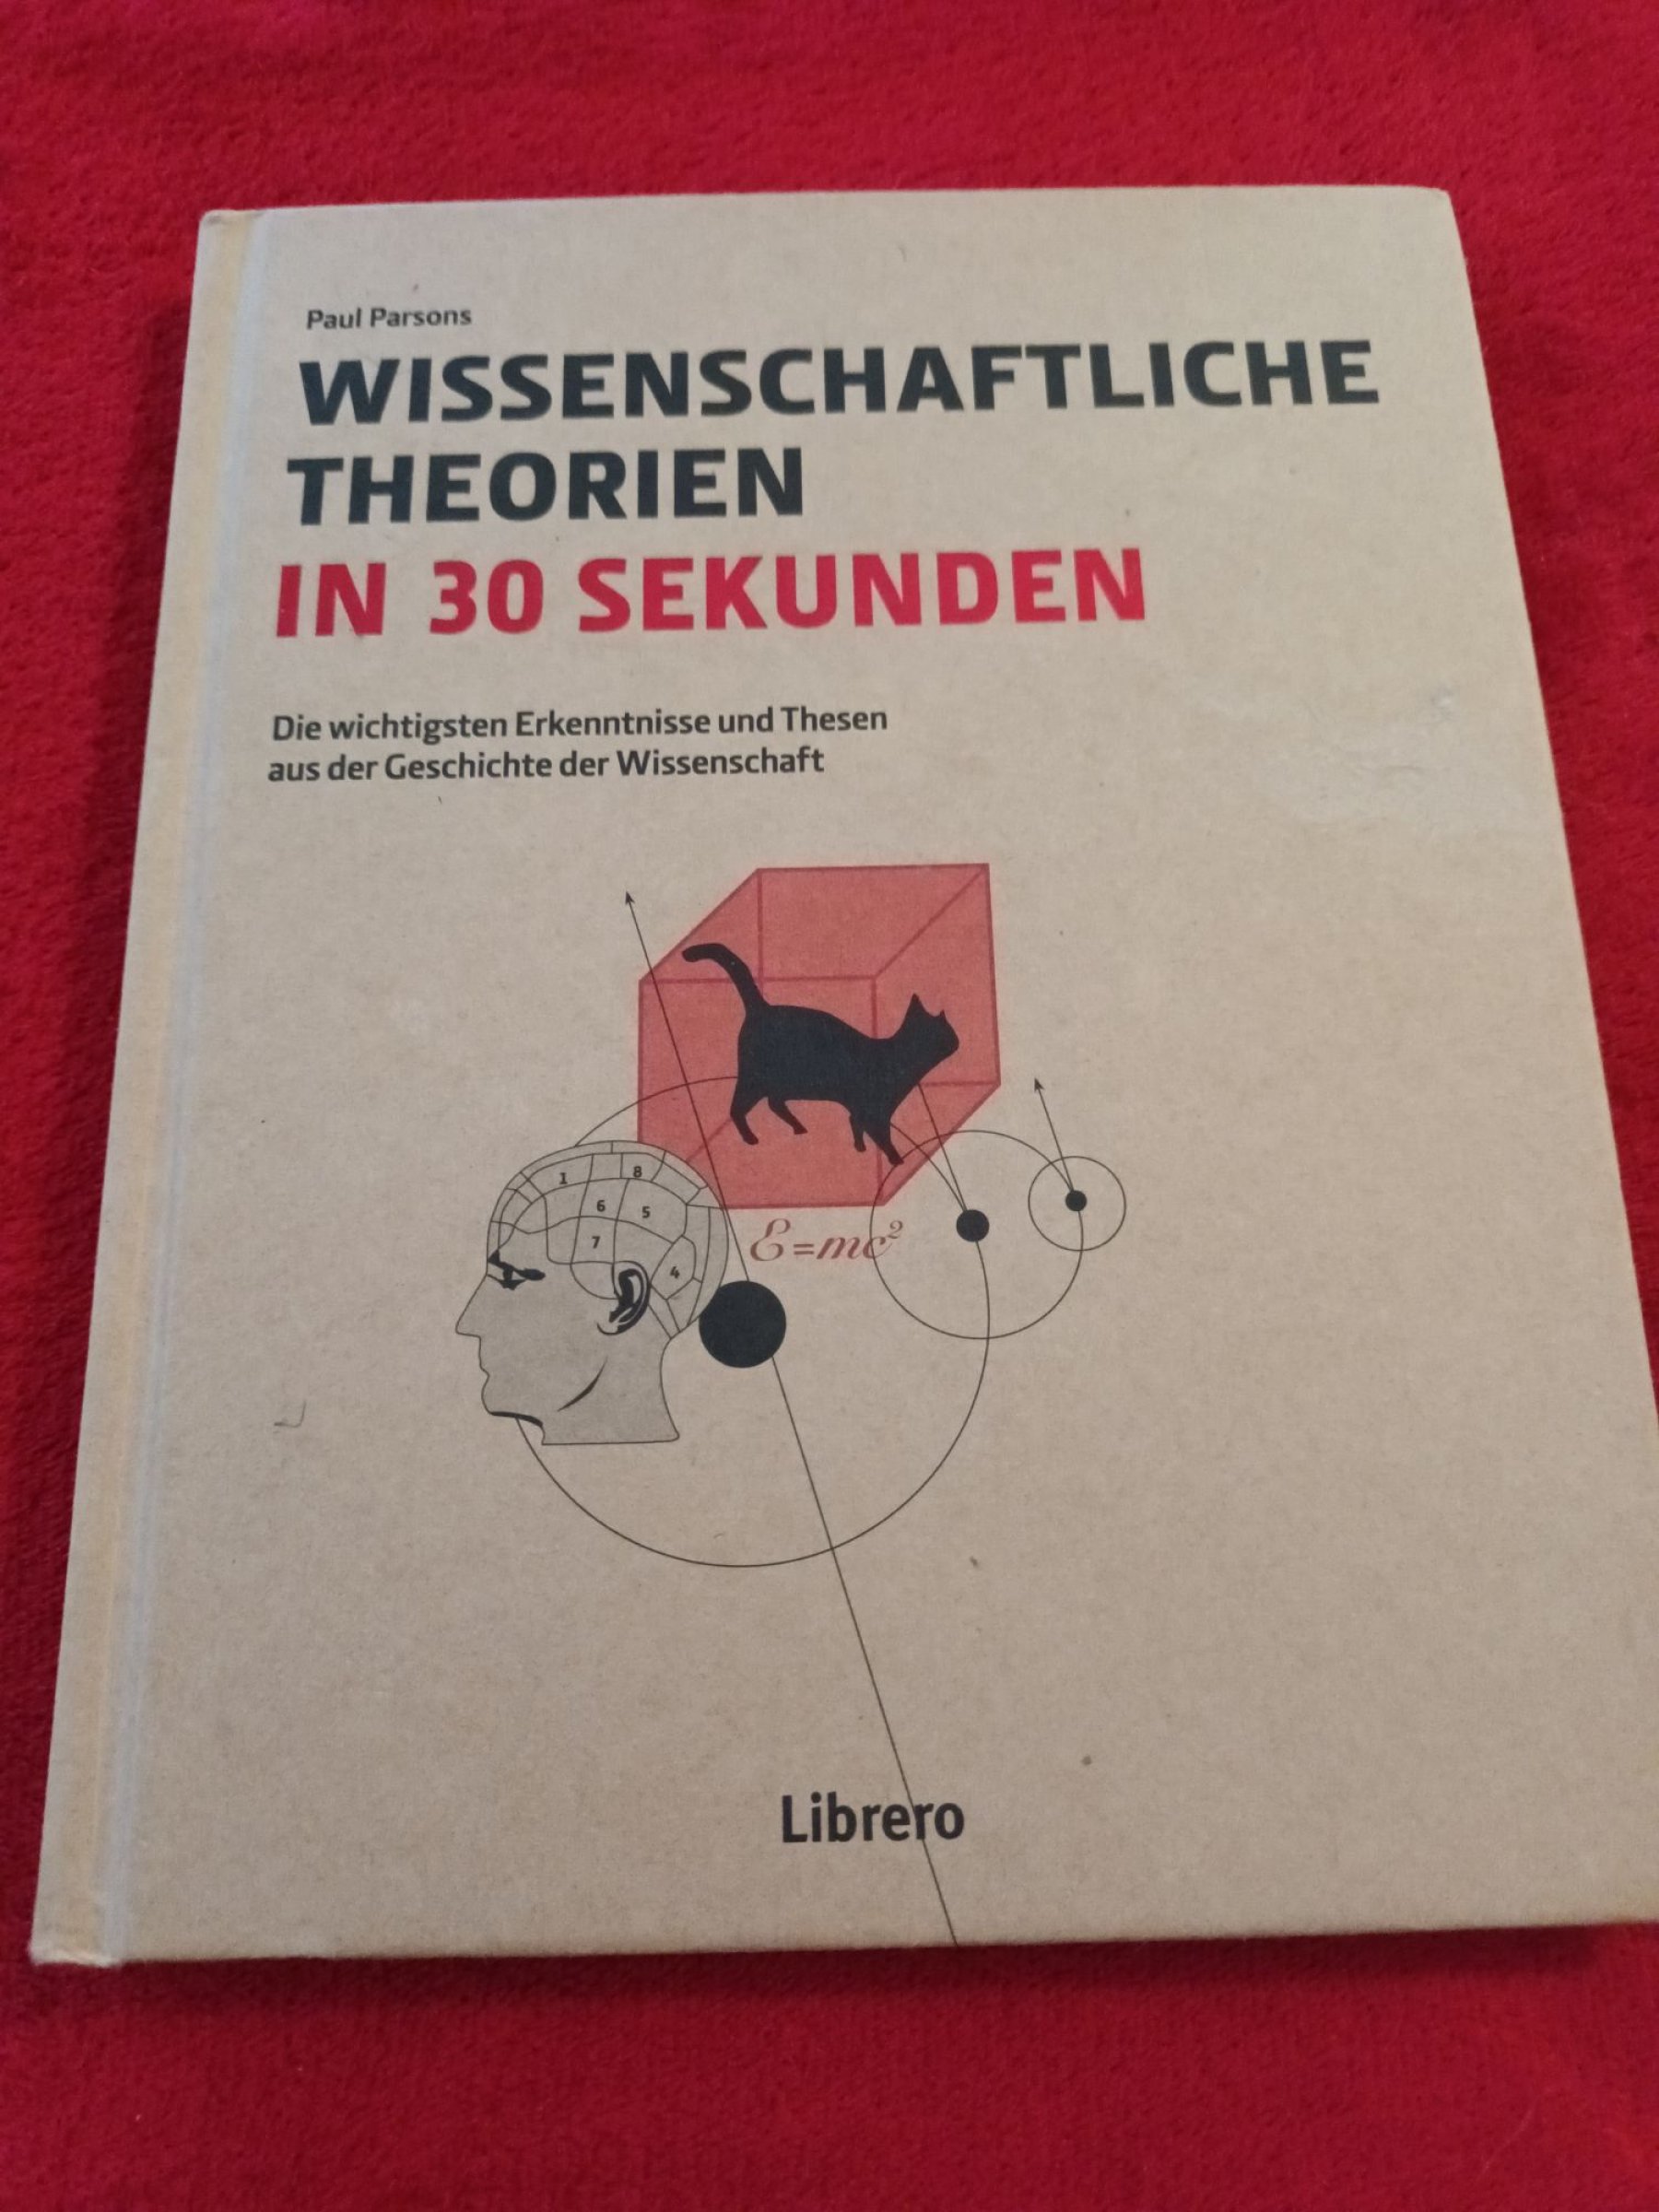 Paul Parsons
WISSENSCHAFTLICHE
THEORIEN
IN 30 SEKUNDEN
Die wichtigsten Erkenntnisse und Thesen
aus der Geschichte der Wissenschaft
1
8
6
5
7
4
E=mc²
Librero